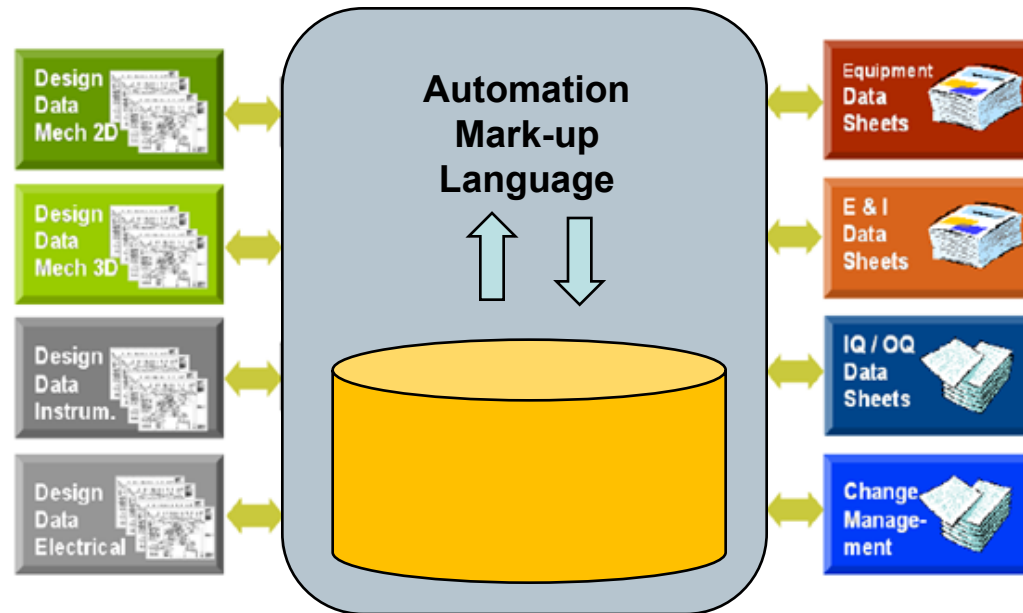 Design
Data
Mech 2D
Design
Data
Mech 3D
Design
Data
Instrum.
Design
Data
Electrical
Automation
Mark-up
Language
Equipment
Data
Sheets
E & I
Data
Sheets
IQ / OQ
Data
Sheets
Change
Manage-
ment